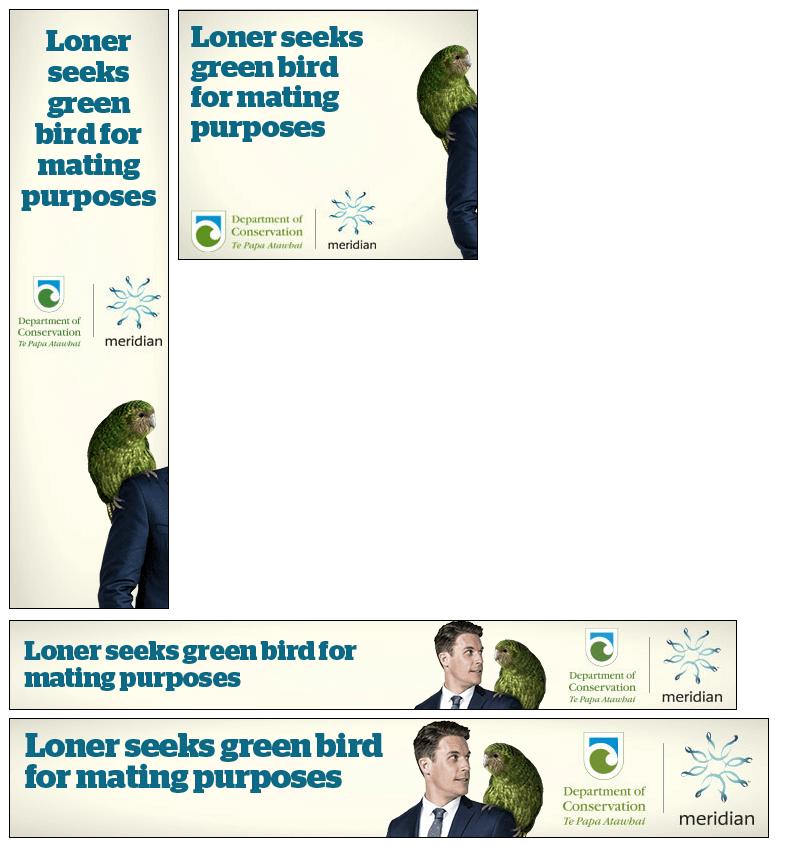 Loner
seeks
green
bird for
mating
purposes
Department of
Conservation
Te Papa Atawhai
meridian
Loner seeks
green bird
for mating
purposes
Department of
Conservation
Te Papa Atawhai
meridian
Loner seeks green bird for
mating purposes
Department of
Conservation
Te Papa Atawhai
meridian
Loner seeks green bird
for mating purposes
Department of
Conservation
Te Papa Atawhai
meridian